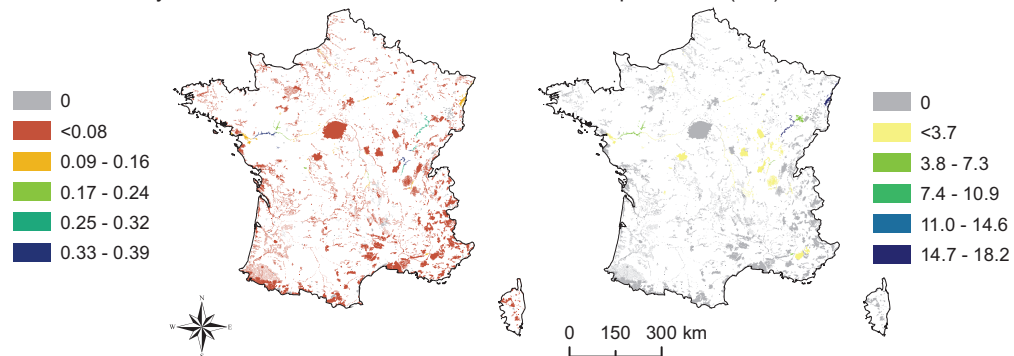 0
<0.08
0.09 - 0.16
0.17 - 0.24
0.25 - 0.32
0.33 - 0.39
N
W
E
S
0 150 300 km
0
<3.7
3.8 - 7.3
7.4 - 10.9
11.0 - 14.6
14.7 - 18.2